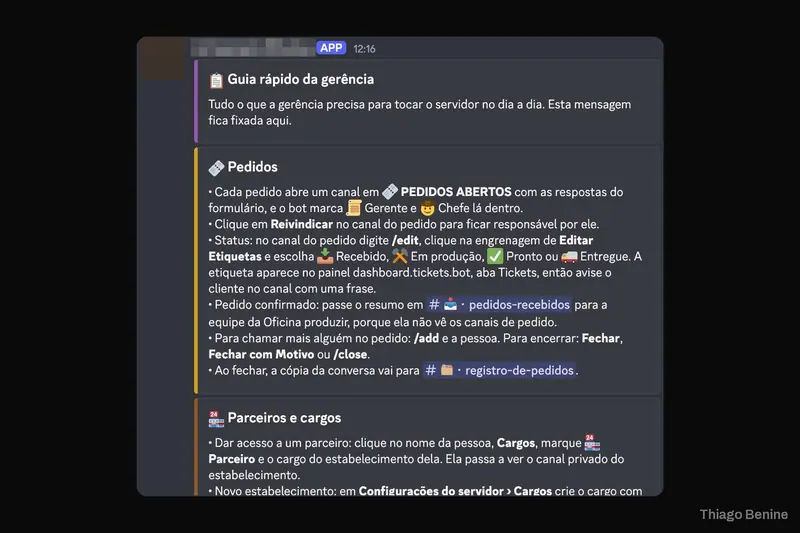 APP 12:16
📋 Guia rápido da gerência
Tudo o que a gerência precisa para tocar o servidor no dia a dia. Esta mensagem
fica fixada aqui.
Pedidos
• Cada pedido abre um canal em PEDIDOS ABERTOS com as respostas do
formulário, e o bot marca 📜 Gerente e 🤠 Chefe lá dentro.
• Clique em Reivindicar no canal do pedido para ficar responsável por ele.
• Status: no canal do pedido digite /edit, clique na engrenagem de Editar
Etiquetas e escolha 📥 Recebido, ⚒️ Em produção, ✅ Pronto ou 🚚 Entregue. A
etiqueta aparece no painel dashboard.tickets.bot, aba Tickets, então avise o
cliente no canal com uma frase.
• Pedido confirmado: passe o resumo em # 📥 · pedidos-recebidos para a
equipe da Oficina produzir, porque ela não vê os canais de pedido.
• Para chamar mais alguém no pedido: /add e a pessoa. Para encerrar: Fechar,
Fechar com Motivo ou /close.
• Ao fechar, a cópia da conversa vai para # 🗂️ · registro-de-pedidos.
🏪 Parceiros e cargos
• Dar acesso a um parceiro: clique no nome da pessoa, Cargos, marque 🏪
Parceiro e o cargo do estabelecimento dela. Ela passa a ver o canal privado do
estabelecimento.
• Novo estabelecimento: em Configurações do servidor › Cargos crie o cargo com
Thiago Benine